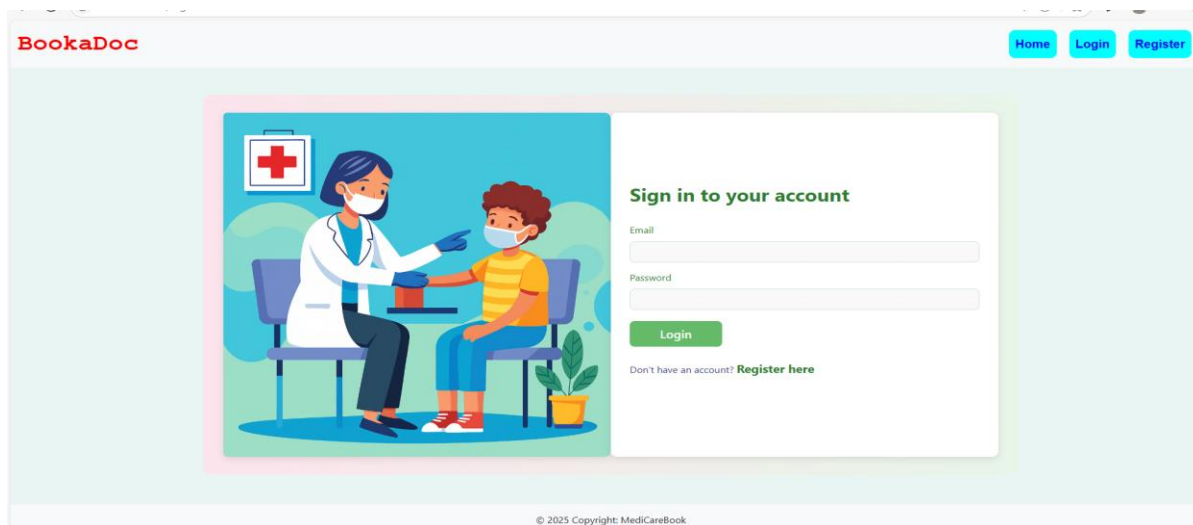 BookaDoc
Home Login Register
Sign in to your account
Email
Password
Login
Don't have an account? Register here
© 2025 Copyright: MediCareBook